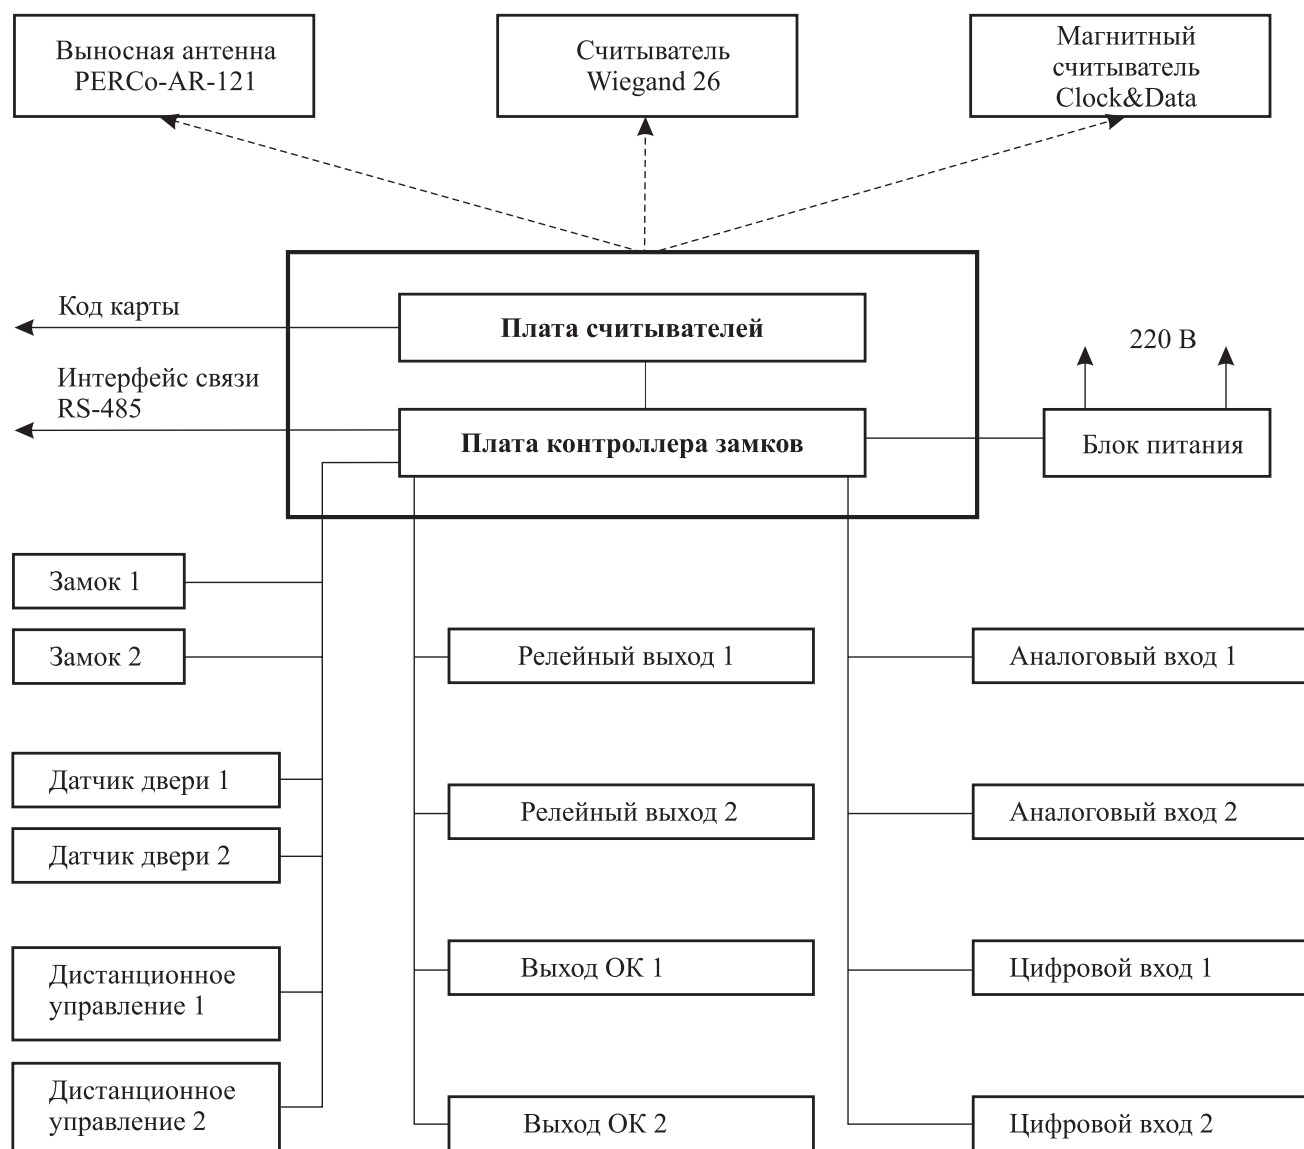 Выносная антенна
PERCo-AR-121
Считыватель
Wiegand 26
Магнитный
считыватель
Clock&Data
Код карты
Плата считывателей
220 В
Интерфейс связи
RS-485
Плата контроллера замков
Блок питания
Замок 1
Замок 2
Релейный выход 1
Аналоговый вход 1
Датчик двери 1
Релейный выход 2
Аналоговый вход 2
Датчик двери 2
Дистанционное
управление 1
Выход ОК 1
Цифровой вход 1
Дистанционное
управление 2
Выход ОК 2
Цифровой вход 2